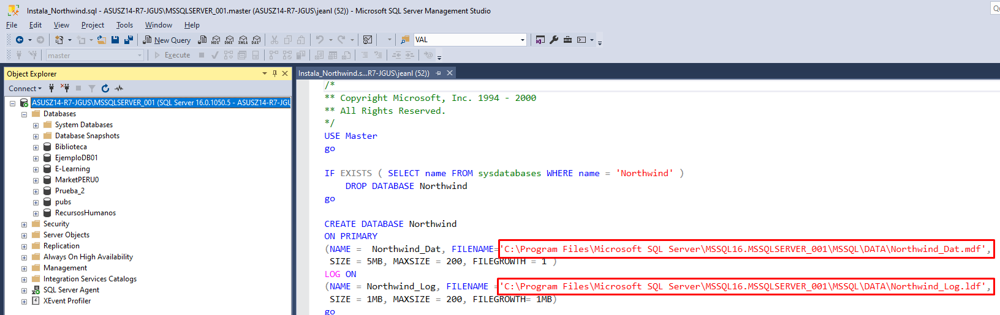 Instala_Northwind.sql - ASUSZ14-R7-JGUS\MSSQLSERVER_001.master (ASUSZ14-R7-JGUS\jeanl (52)) - Microsoft SQL Server Management Studio
File Edit View Project Tools Window Help
New Query MDX DMX XMLA DAX VAL
master Execute
Object Explorer
Connect
ASUSZ14-R7-JGUS\MSSQLSERVER_001 (SQL Server 16.0.1050.5 - ASUSZ14-R7-JGU
Databases
System Databases
Database Snapshots
Biblioteca
EjemploDB01
E-Learning
MarketPERU0
Prueba_2
pubs
RecursosHumanos
Security
Server Objects
Replication
Always On High Availability
Management
Integration Services Catalogs
SQL Server Agent
XEvent Profiler
Instala_Northwind.s...R7-JGUS\jeanl (52))
/*
** Copyright Microsoft, Inc. 1994 - 2000
** All Rights Reserved.
*/
USE Master
go
IF EXISTS ( SELECT name FROM sysdatabases WHERE name = 'Northwind' )
DROP DATABASE Northwind
go
CREATE DATABASE Northwind
ON PRIMARY
(NAME =  Northwind_Dat, FILENAME='C:\Program Files\Microsoft SQL Server\MSSQL16.MSSQLSERVER_001\MSSQL\DATA\Northwind_Dat.mdf',
SIZE = 5MB, MAXSIZE = 200, FILEGROWTH = 1 )
LOG ON
(NAME = Northwind_Log, FILENAME ='C:\Program Files\Microsoft SQL Server\MSSQL16.MSSQLSERVER_001\MSSQL\DATA\Northwind_Log.ldf',
SIZE = 1MB, MAXSIZE = 200, FILEGROWTH= 1MB)
go